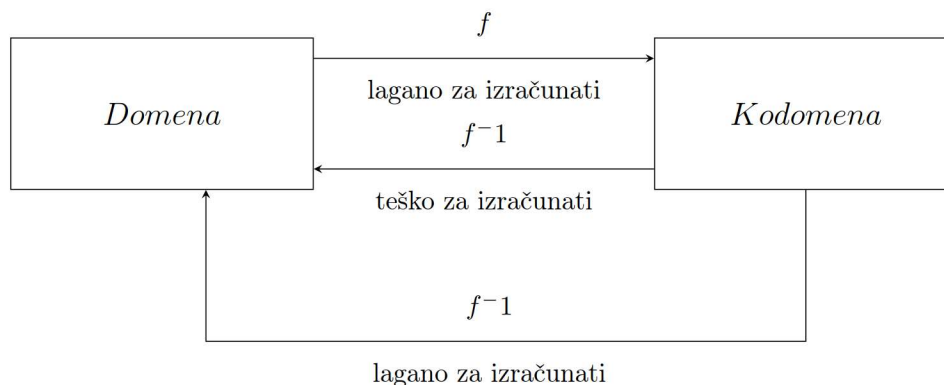 f
Domena
lagano za izračunati
Kodomena
f⁻1
teško za izračunati
f⁻1
lagano za izračunati